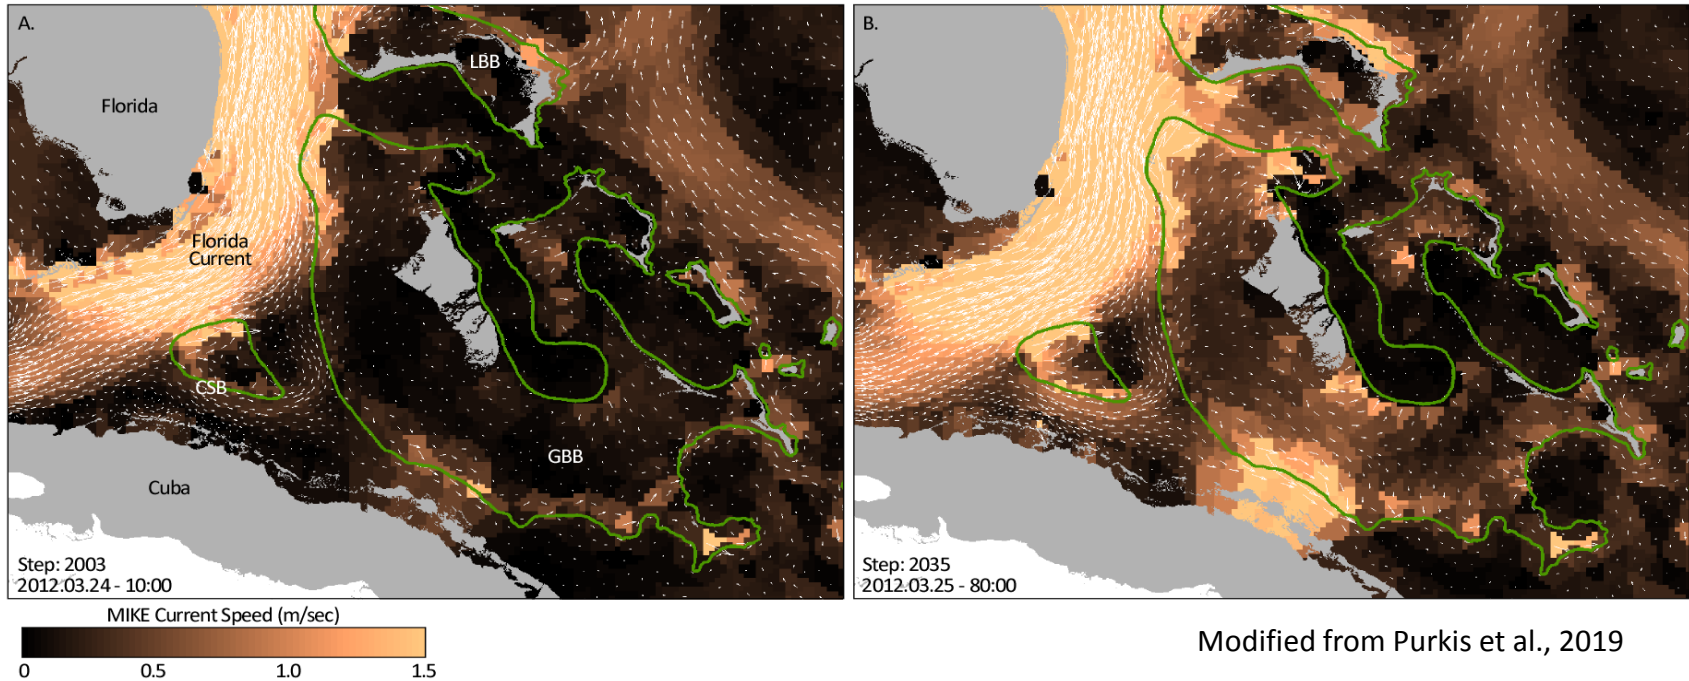 A.
LBB
Florida
Florida
Current
CSB
GBB
Cuba
Step: 2003
2012.03.24 - 10:00
B.
Step: 2035
2012.03.25 - 80:00
MIKE Current Speed (m/sec)
0 0.5 1.0 1.5
Modified from Purkis et al., 2019